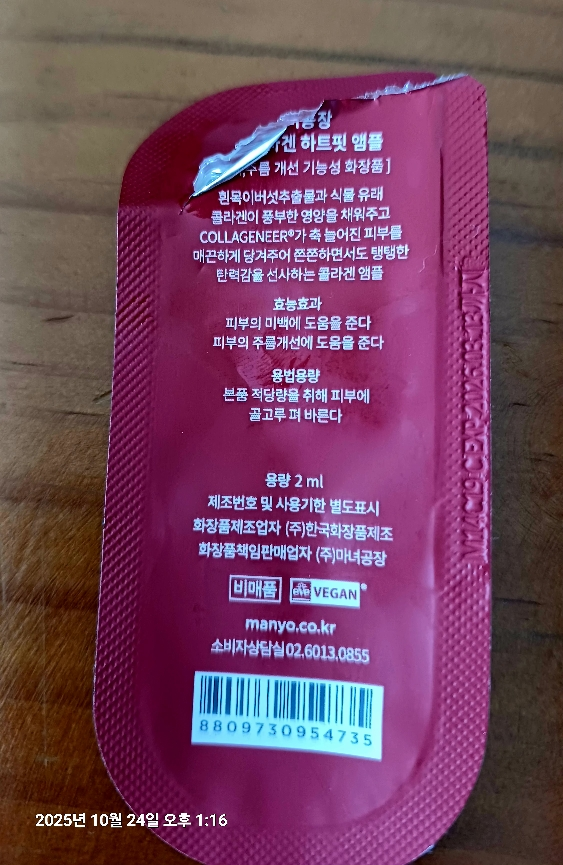 공장
겐 하트핏 앰플
주름 개선 기능성 화장품]
흰목이버섯추출물과 식물 유래
콜라겐이 풍부한 영양을 채워주고
COLLAGENEER®가 축 늘어진 피부를
매끈하게 당겨주어 쫀쫀하면서도 탱탱한
탄력감을 선사하는 콜라겐 앰플
효능효과
피부의 미백에 도움을 준다
피부의 주름개선에 도움을 준다
용법용량
본품 적당량을 취해 피부에
골고루 펴 바른다
용량 2 ml
제조번호 및 사용기한 별도표시
화장품제조업자 (주)한국화장품제조
화장품책임판매업자 (주)마녀공장
비매품
eve VEGAN®
manyo.co.kr
소비자상담실 02.6013.0855
8809730954735
2025년 10월 24일 오후 1:16